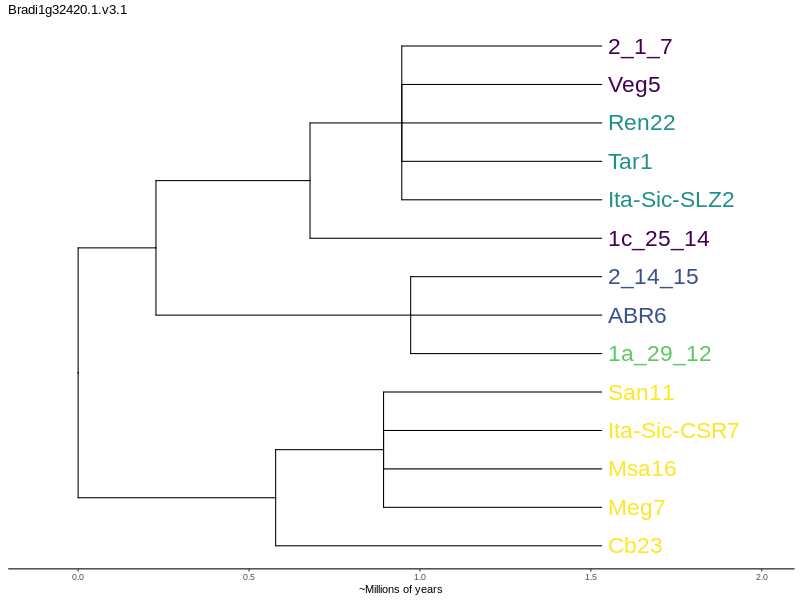 Bradi1g32420.1.v3.1
2_1_7
Veg5
Ren22
Tar1
Ita-Sic-SLZ2
1c_25_14
2_14_15
ABR6
1a_29_12
San11
Ita-Sic-CSR7
Msa16
Meg7
Cb23
0.0 0.5 1.0 1.5 2.0
~Millions of years